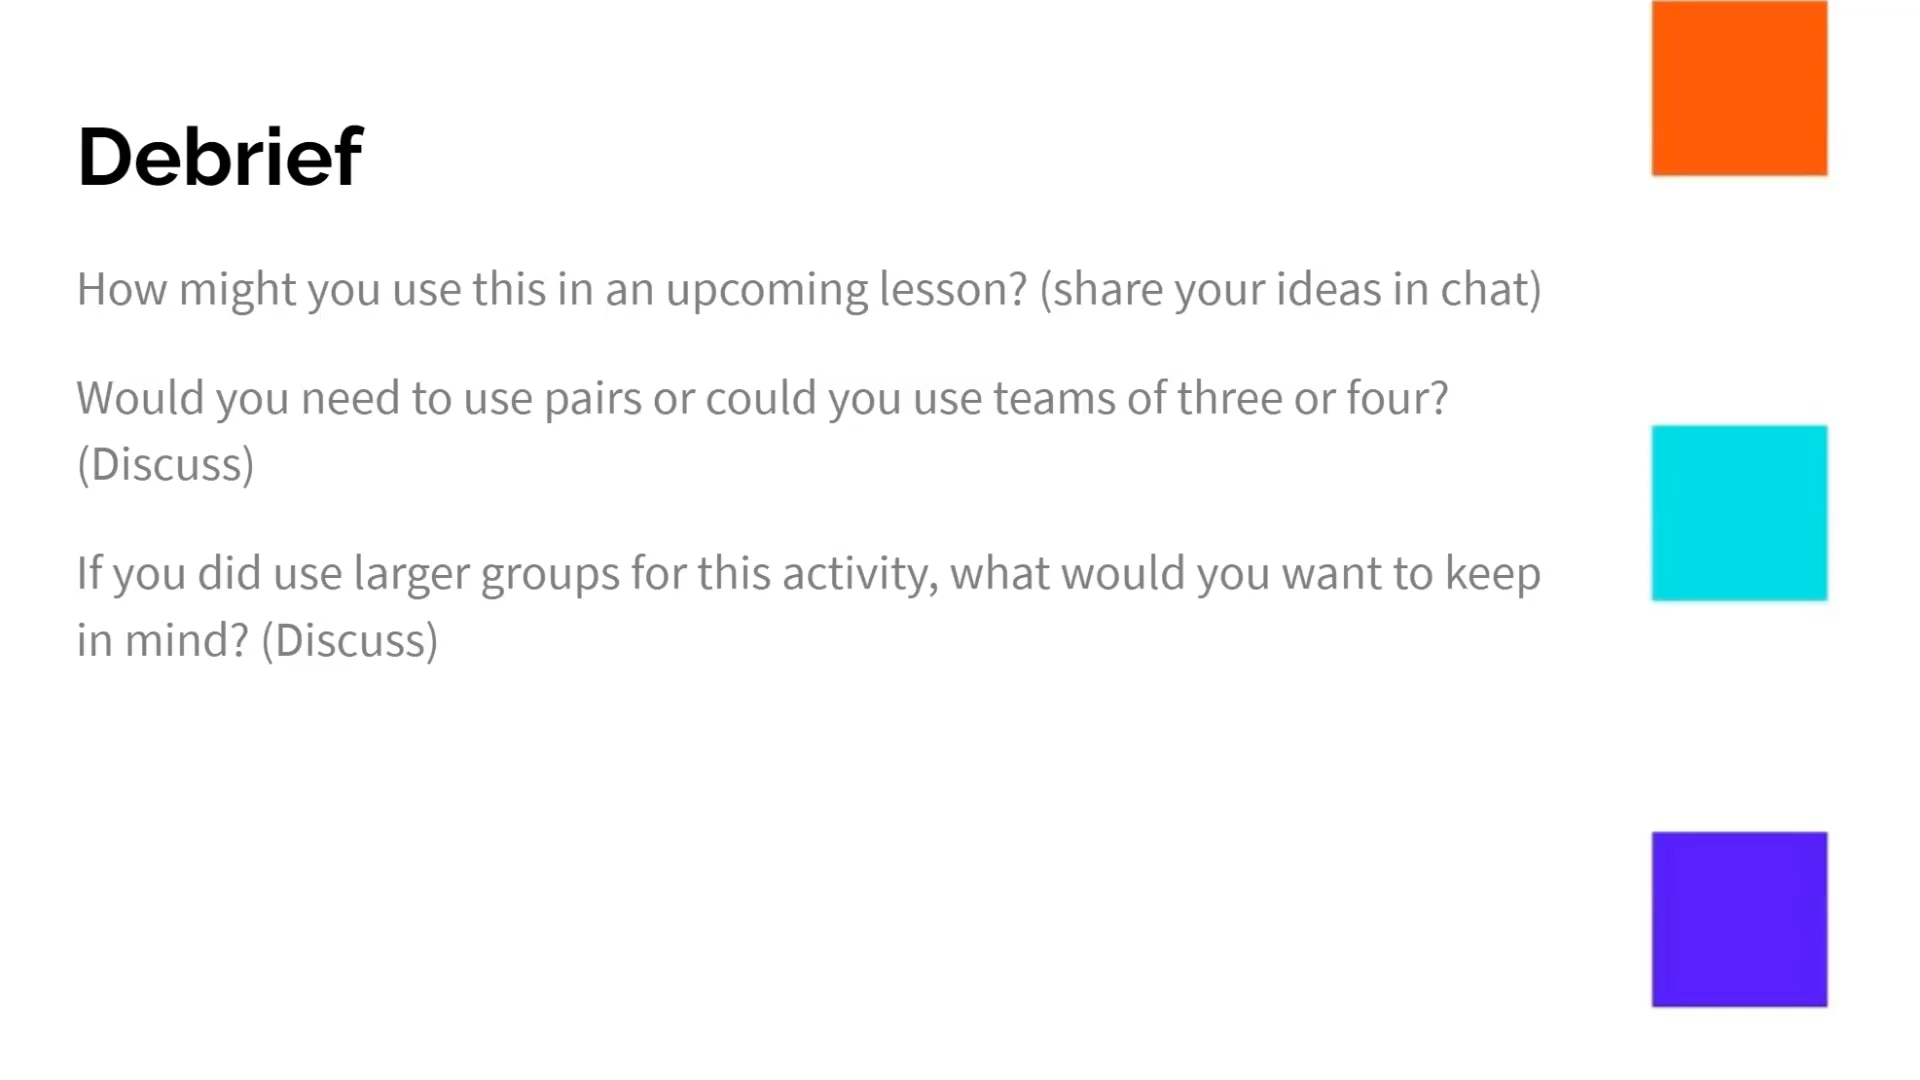 Debrief
How might you use this in an upcoming lesson? (share your ideas in chat)
Would you need to use pairs or could you use teams of three or four?
(Discuss)
If you did use larger groups for this activity, what would you want to keep
in mind? (Discuss)